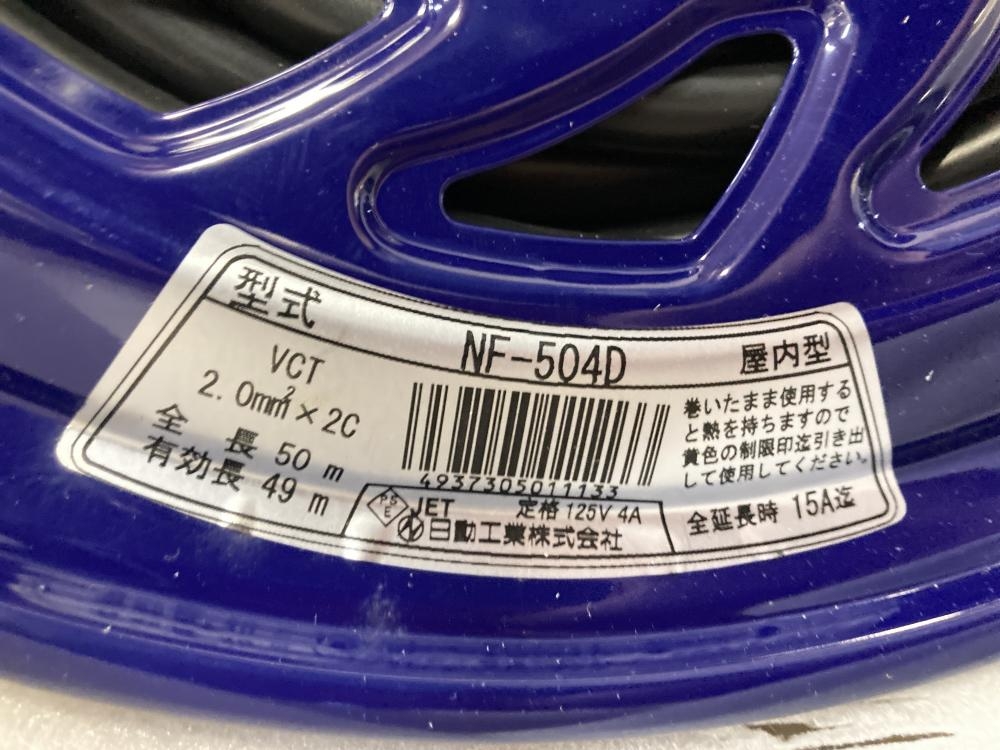 型式 NF-504D 屋内型
VCT
2.0mm²×2C
全長 50m
有効長 49m
4937305011133
PSE JET 定格 125V 4A
日動工業株式会社
巻いたまま使用する
と熱を持ちますので
黄色の制限印迄引き出
して使用してください。
全延長時 15A迄